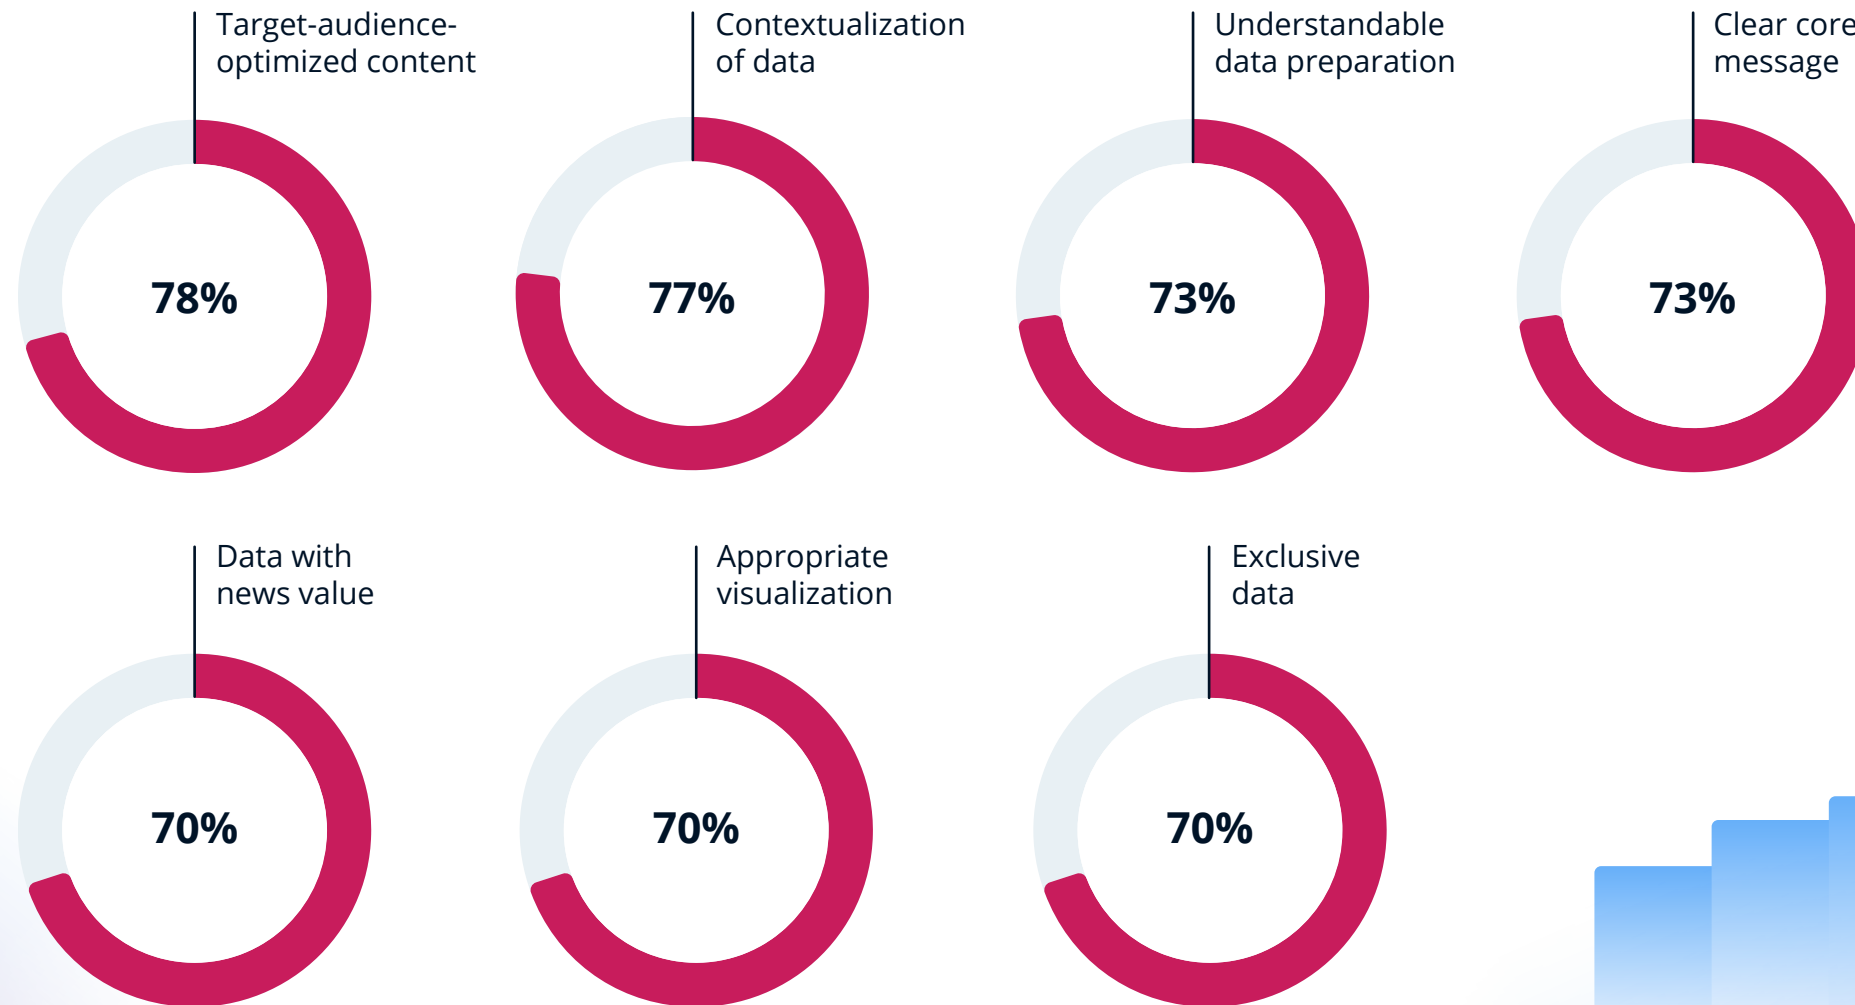 Target-audience-
optimized content
Contextualization
of data
Understandable
data preparation
Clear core
message
78%
77%
73%
73%
Data with
news value
Appropriate
visualization
Exclusive
data
70%
70%
70%